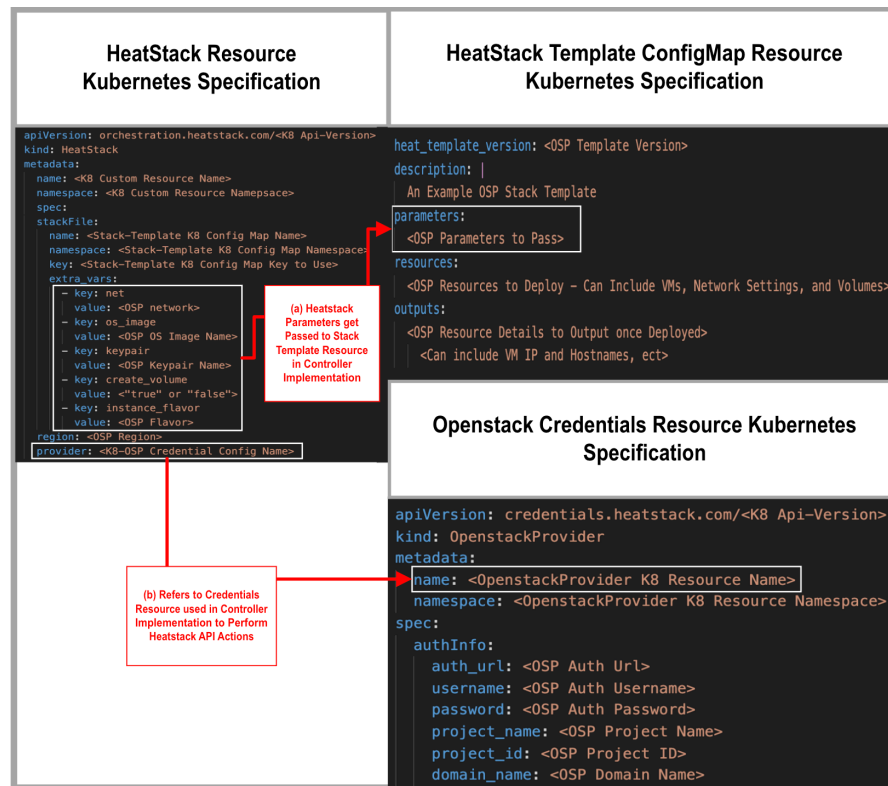 HeatStack Resource
Kubernetes Specification
apiVersion: orchestration.heatstack.com/<K8 Api-Version>
kind: HeatStack
metadata:
name: <K8 Custom Resource Name>
namespace: <K8 Custom Resource Namepsace>
spec:
stackFile:
name: <Stack-Template K8 Config Map Name>
namespace: <Stack-Template K8 Config Map Namespace>
key: <Stack-Template K8 Config Map Key to Use>
extra_vars:
- key: net
value: <OSP network>
- key: os_image
value: <OSP OS Image Name>
- key: keypair
value: <OSP Keypair Name>
- key: create_volume
value: <"true" or "false">
- key: instance_flavor
value: <OSP Flavor>
region: <OSP Region>
provider: <K8-OSP Credential Config Name>
(a) Heatstack
Parameters get
Passed to Stack
Template Resource
in Controller
Implementation
(b) Refers to Credentials
Resource used in Controller
Implementation to Perform
Heatstack API Actions
HeatStack Template ConfigMap Resource
Kubernetes Specification
heat_template_version: <OSP Template Version>
description: |
An Example OSP Stack Template
parameters:
<OSP Parameters to Pass>
resources:
<OSP Resources to Deploy - Can Include VMs, Network Settings, and Volumes>
outputs:
<OSP Resource Details to Output once Deployed>
<Can include VM IP and Hostnames, ect>
Openstack Credentials Resource Kubernetes
Specification
apiVersion: credentials.heatstack.com/<K8 Api-Version>
kind: OpenstackProvider
metadata:
name: <OpenstackProvider K8 Resource Name>
namespace: <OpenstackProvider K8 Resource Namespace>
spec:
authInfo:
auth_url: <OSP Auth Url>
username: <OSP Auth Username>
password: <OSP Auth Password>
project_name: <OSP Project Name>
project_id: <OSP Project ID>
domain_name: <OSP Domain Name>